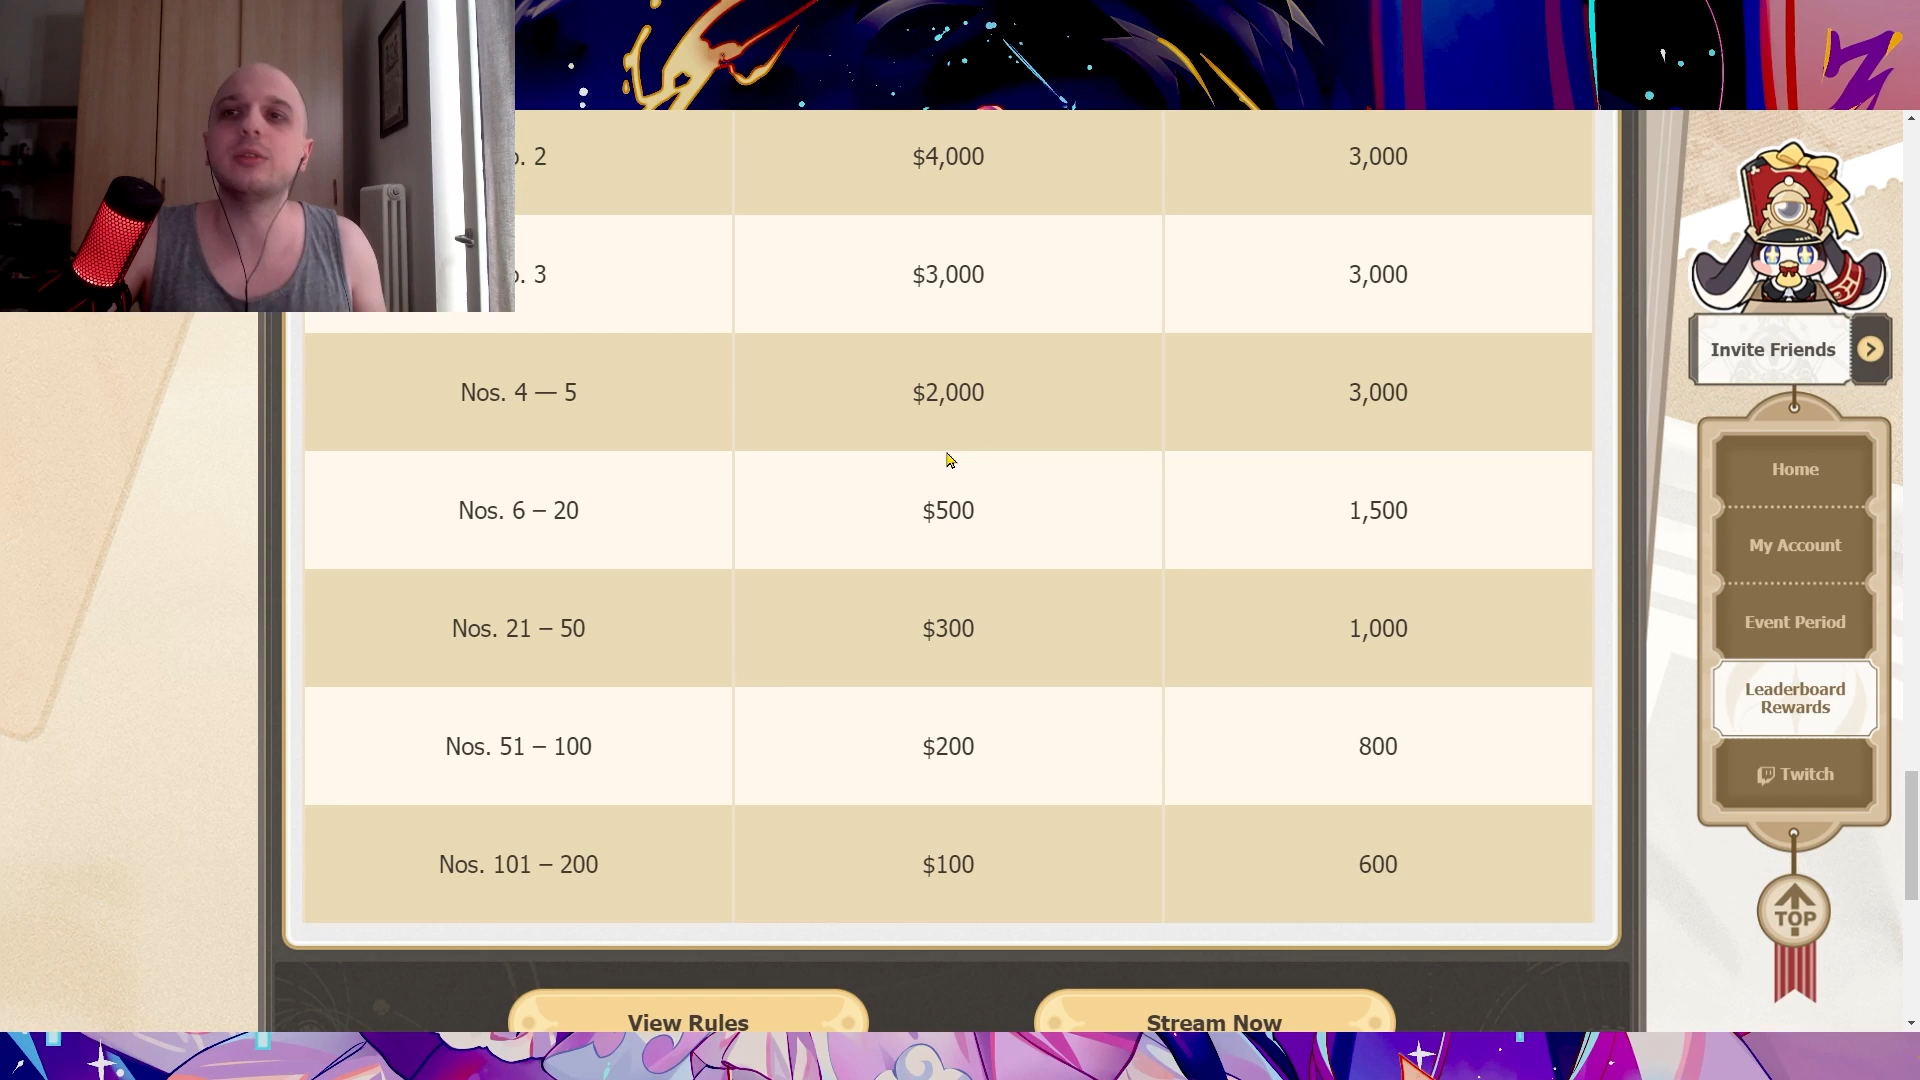 . 2 $4,000 3,000
. 3 $3,000 3,000
Nos. 4 — 5 $2,000 3,000
Nos. 6 – 20 $500 1,500
Nos. 21 – 50 $300 1,000
Nos. 51 – 100 $200 800
Nos. 101 – 200 $100 600
View Rules
Stream Now
Invite Friends
Home
My Account
Event Period
Leaderboard
Rewards
Twitch
TOP